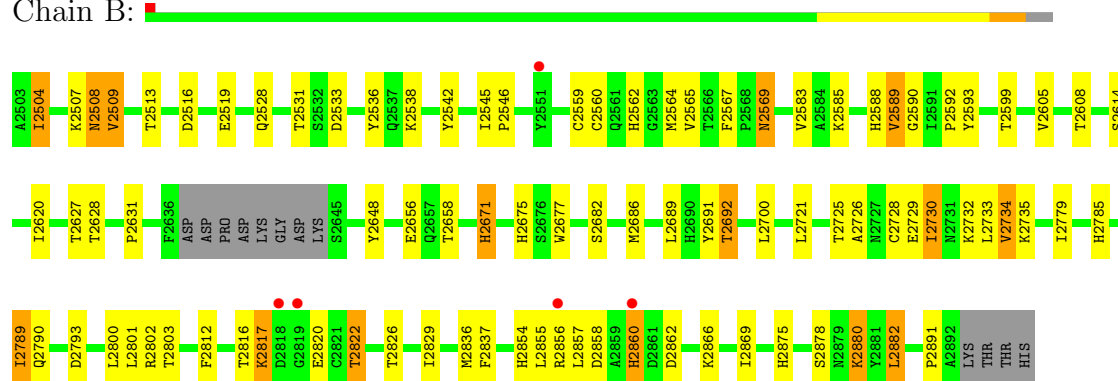 Chain B:
A2503 I2504 K2507 N2508 V2509 T2513 D2516 E2519 Q2528 T2531 S2532 D2533 Y2536 Q2537 K2538 Y2542 I2545 P2546 Y2551 C2559 C2560 Q2561 H2562 G2563 M2564 V2565 T2566 F2567 P2568 N2569 V2583 A2584 K2585 H2588 V2589 G2590 I2591 P2592 Y2593 T2599 V2605 T2608 S2614
I2620 T2627 T2628 P2631 F2636 ASP ASP PRO ASP LYS GLY ASP LYS S2645 Y2648 E2656 Q2657 T2658 H2671 H2675 S2676 W2677 S2682 M2686 L2689 H2690 Y2691 T2692 L2700 L2721 T2725 A2726 N2727 C2728 E2729 I2730 N2731 K2732 L2733 V2734 K2735 I2779 H2785
I2789 Q2790 D2793 L2800 L2801 R2802 T2803 F2812 T2816 K2817 D2818 G2819 E2820 C2821 T2822 T2826 I2829 M2836 F2837 H2854 L2855 R2856 L2857 D2858 A2859 H2860 D2861 D2862 K2866 I2869 H2875 S2878 N2879 K2880 Y2881 L2882 P2891 A2892 LYS THR THR HIS